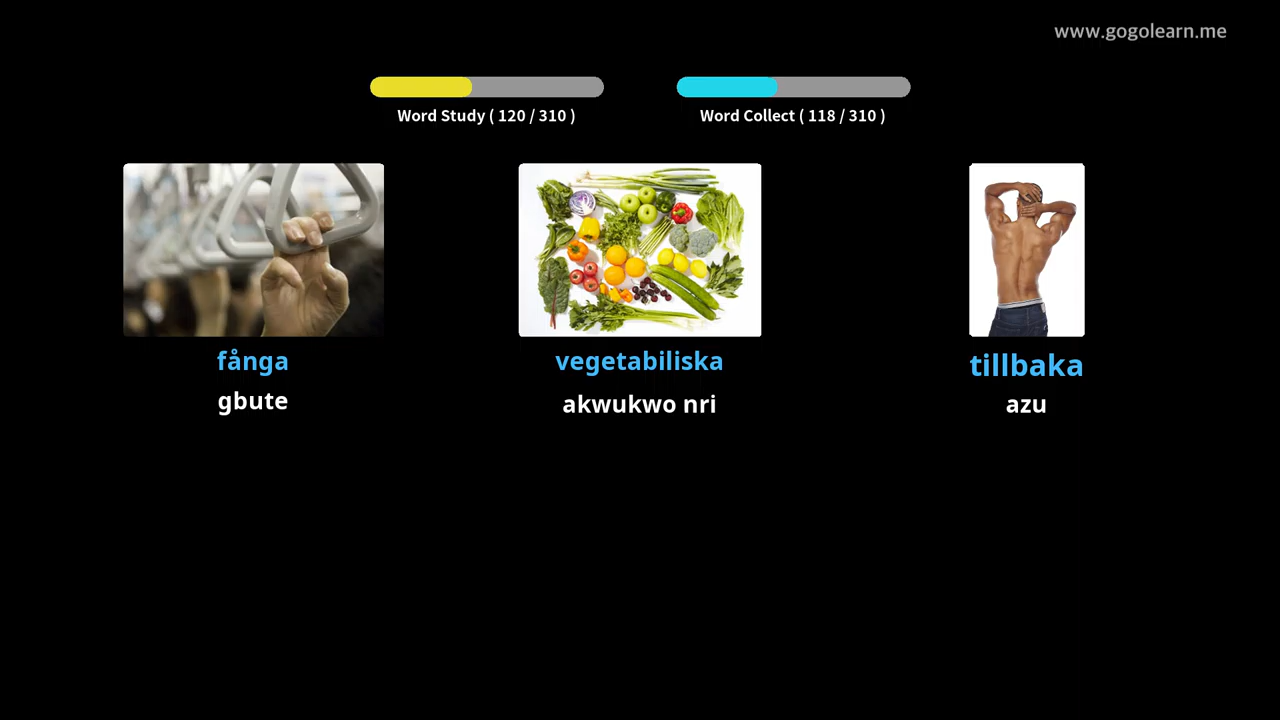 www.gogolearn.me
Word Study ( 120 / 310 )
Word Collect ( 118 / 310 )
fånga
vegetabiliska
tillbaka
gbute
akwukwo nri
azu